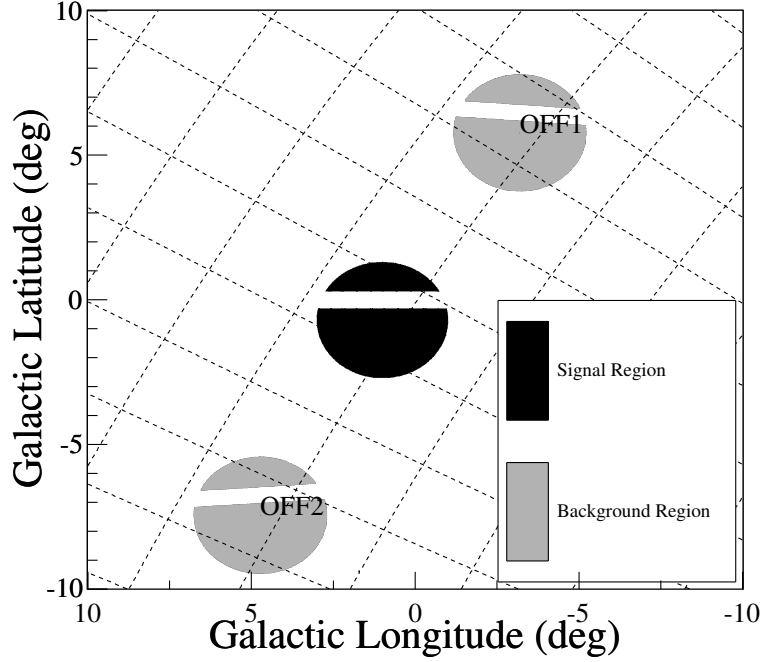 10
5
0
-5
-10
Galactic Latitude (deg)
OFF1
OFF2
Signal Region
Background Region
10
5
0
-5
-10
Galactic Longitude (deg)